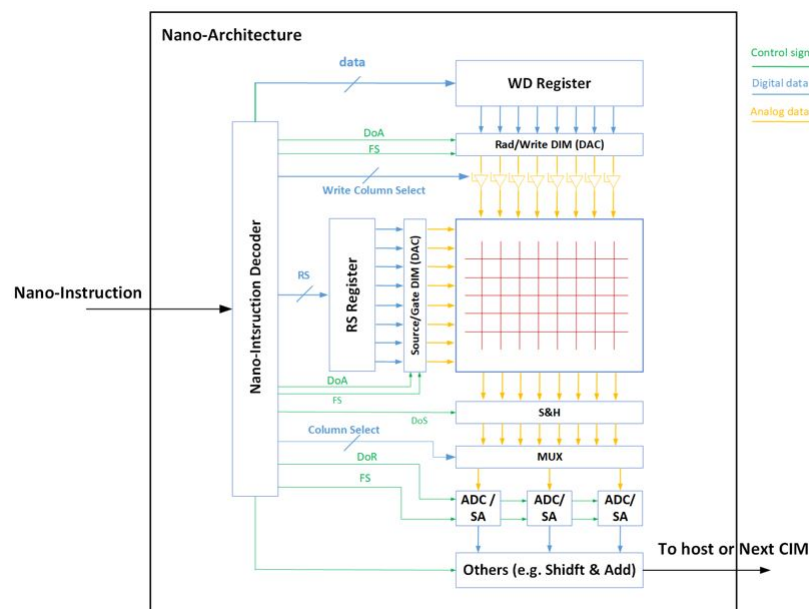 Nano-Architecture
Control sign
Digital data
Analog data
data
WD Register
DoA
FS
Rad/Write DIM (DAC)
Write Column Select
Nano-Intsruction Decoder
RS
RS Register
Source/Gate DIM (DAC)
Nano-Instruction
DoA
FS
DoS
S&H
Column Select
MUX
DoR
FS
ADC /
SA
ADC/
SA
ADC/
SA
Others (e.g. Shidft & Add)
To host or Next CIM